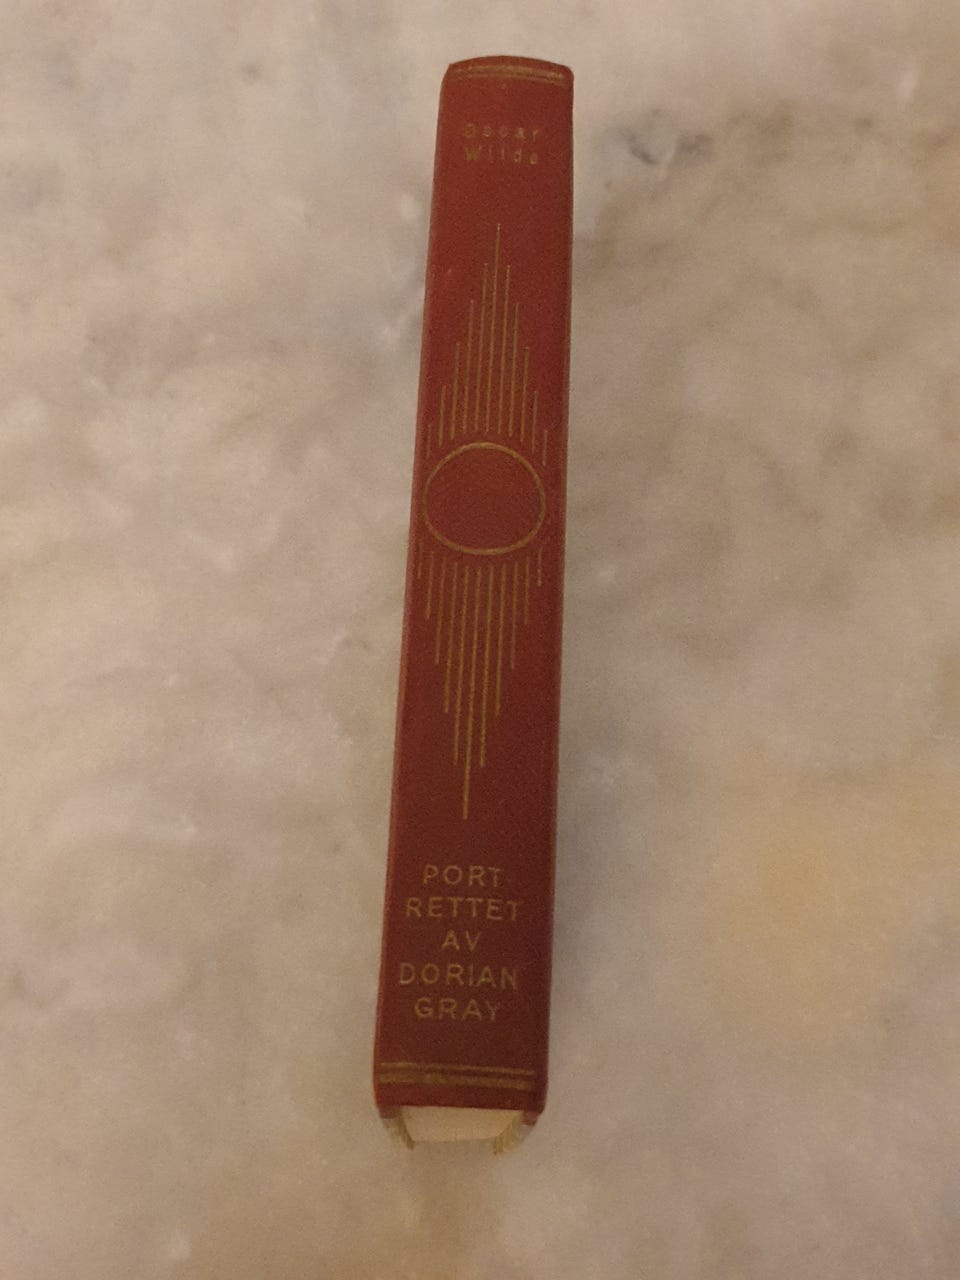 Oscar
Wilde
PORT
RETTET
AV
DORIAN
GRAY